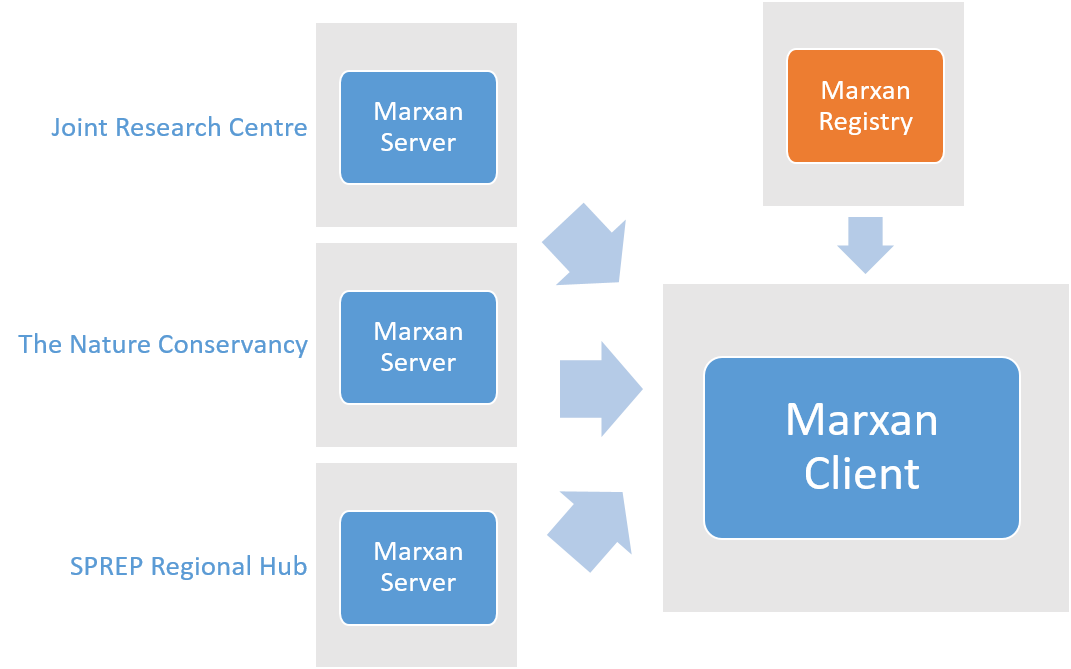 Joint Research Centre
Marxan
Server
Marxan
Registry
The Nature Conservancy
Marxan
Server
Marxan
Client
SPREP Regional Hub
Marxan
Server